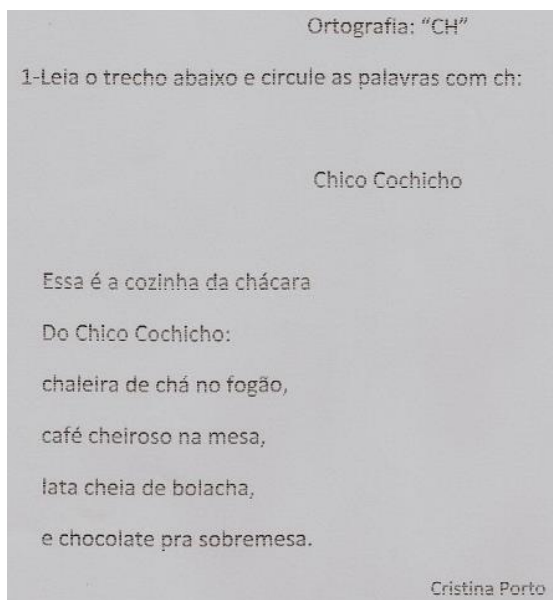 Ortografia: “CH”
1-Leia o trecho abaixo e circule as palavras com ch:
Chico Cochicho
Essa é a cozinha da chácara
Do Chico Cochicho:
chaleira de chá no fogão,
café cheiroso na mesa,
lata cheia de bolacha,
e chocolate pra sobremesa.
Cristina Porto